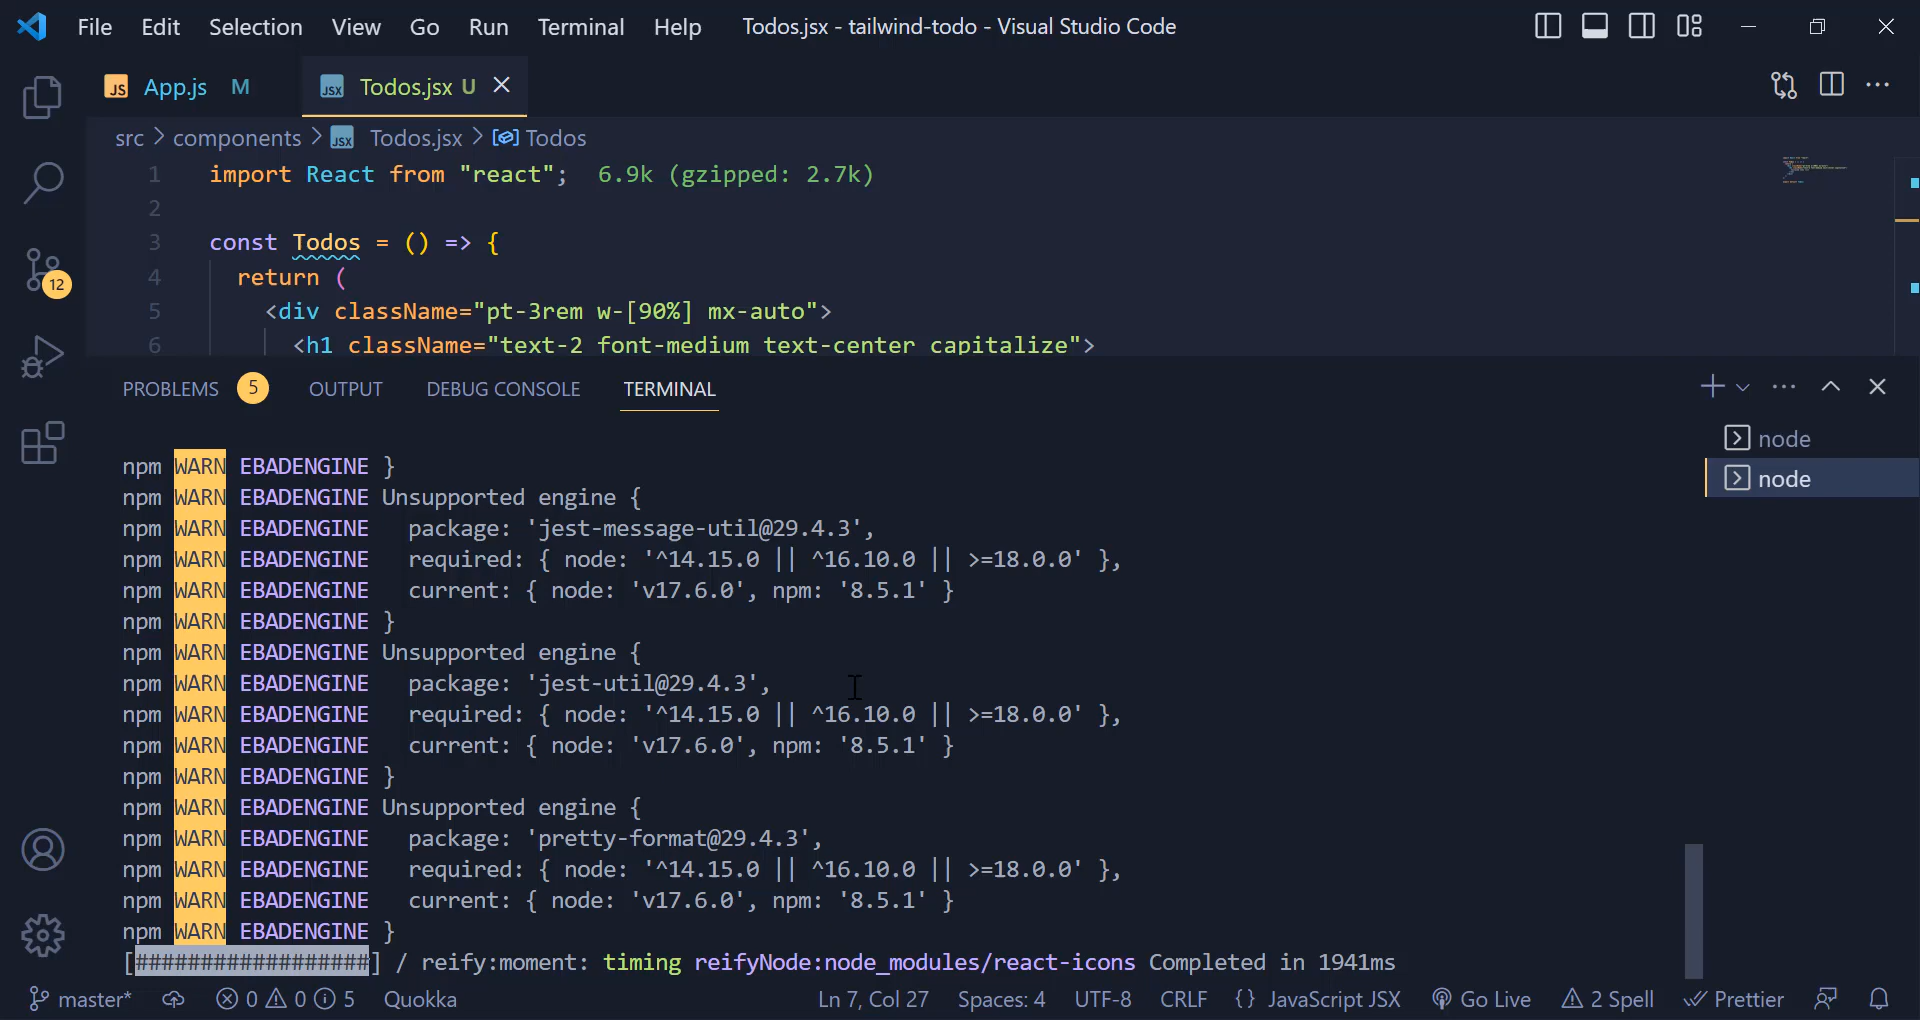 File Edit Selection View Go Run Terminal Help Todos.jsx - tailwind-todo - Visual Studio Code
JS App.js M JSX Todos.jsx U
src > components > JSX Todos.jsx > Todos
1 import React from "react"; 6.9k (gzipped: 2.7k)
2
3 const Todos = () => {
4 return (
5 <div className="pt-3rem w-[90%] mx-auto">
6 <h1 className="text-2 font-medium text-center capitalize">
12
PROBLEMS 5 OUTPUT DEBUG CONSOLE TERMINAL
node
node
npm WARN EBADENGINE }
npm WARN EBADENGINE Unsupported engine {
npm WARN EBADENGINE package: 'jest-message-util@29.4.3',
npm WARN EBADENGINE required: { node: '^14.15.0 || ^16.10.0 || >=18.0.0' },
npm WARN EBADENGINE current: { node: 'v17.6.0', npm: '8.5.1' }
npm WARN EBADENGINE }
npm WARN EBADENGINE Unsupported engine {
npm WARN EBADENGINE package: 'jest-util@29.4.3',
npm WARN EBADENGINE required: { node: '^14.15.0 || ^16.10.0 || >=18.0.0' },
npm WARN EBADENGINE current: { node: 'v17.6.0', npm: '8.5.1' }
npm WARN EBADENGINE }
npm WARN EBADENGINE Unsupported engine {
npm WARN EBADENGINE package: 'pretty-format@29.4.3',
npm WARN EBADENGINE required: { node: '^14.15.0 || ^16.10.0 || >=18.0.0' },
npm WARN EBADENGINE current: { node: 'v17.6.0', npm: '8.5.1' }
npm WARN EBADENGINE }
[##################] / reify:moment: timing reifyNode:node_modules/react-icons Completed in 1941ms
master* 0 0 5 Quokka Ln 7, Col 27 Spaces: 4 UTF-8 CRLF {} JavaScript JSX Go Live 2 Spell Prettier